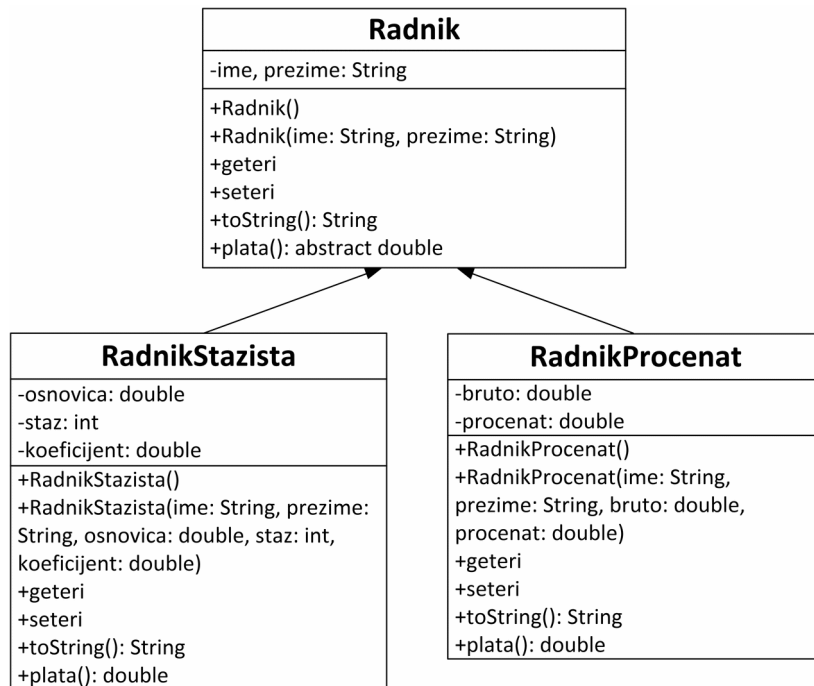 Radnik
-ime, prezime: String
+Radnik()
+Radnik(ime: String, prezime: String)
+geteri
+seteri
+toString(): String
+plata(): abstract double
RadnikStazista
-osnovica: double
-staz: int
-koeficijent: double
+RadnikStazista()
+RadnikStazista(ime: String, prezime:
String, osnovica: double, staz: int,
koeficijent: double)
+geteri
+seteri
+toString(): String
+plata(): double
RadnikProcenat
-bruto: double
-procenat: double
+RadnikProcenat()
+RadnikProcenat(ime: String,
prezime: String, bruto: double,
procenat: double)
+geteri
+seteri
+toString(): String
+plata(): double